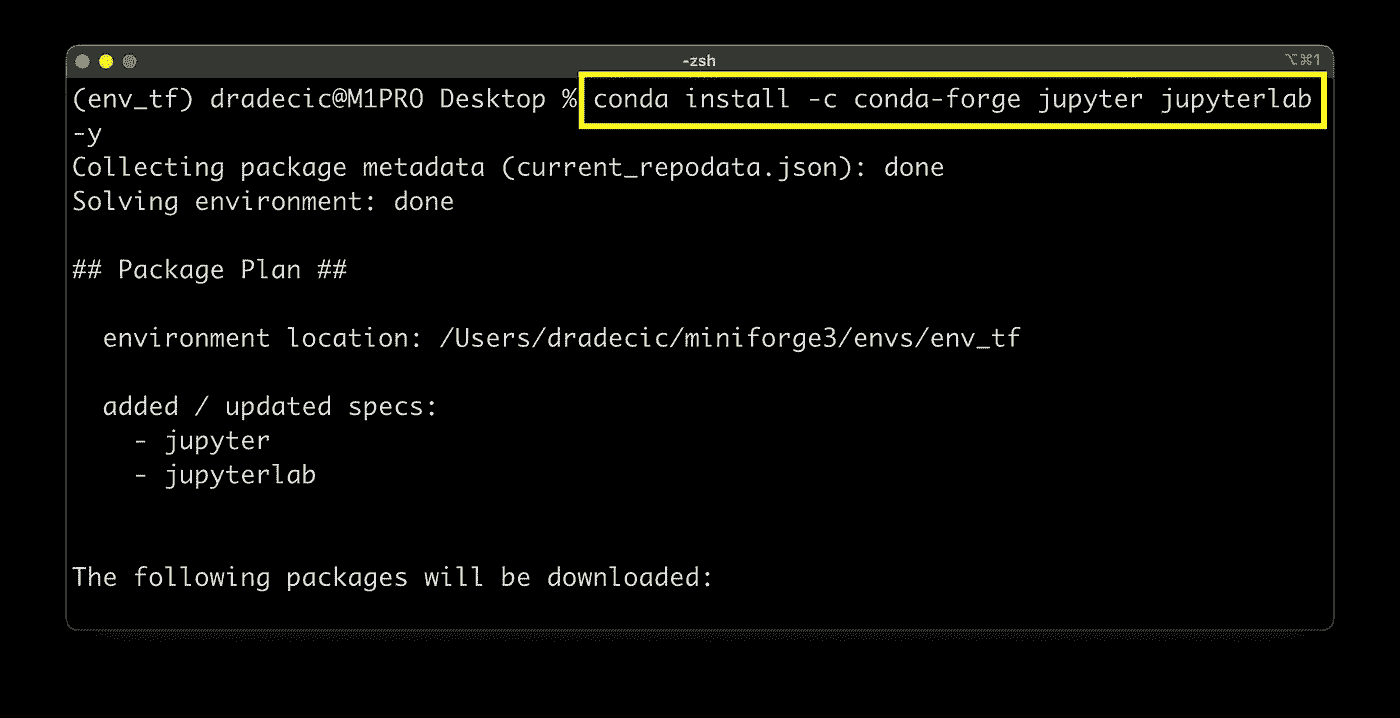 -zsh ⌥⌘1
(env_tf) dradecic@M1PRO Desktop % conda install -c conda-forge jupyter jupyterlab
-y
Collecting package metadata (current_repodata.json): done
Solving environment: done
## Package Plan ##
environment location: /Users/dradecic/miniforge3/envs/env_tf
added / updated specs:
- jupyter
- jupyterlab
The following packages will be downloaded: